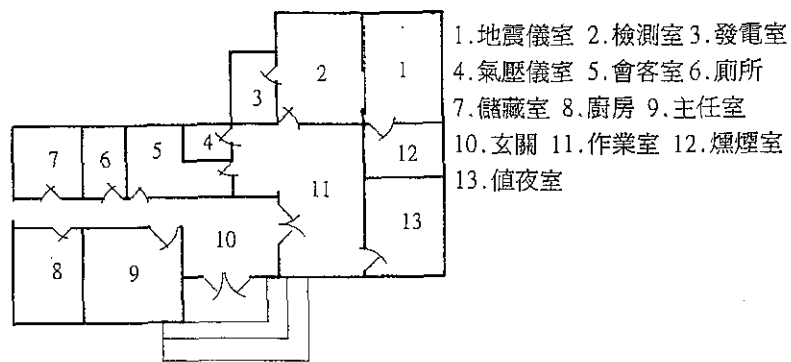 1.地震儀室 2.檢測室 3.發電室
4.氣壓儀室 5.會客室 6.廁所
7.儲藏室 8.廚房 9.主任室
10.玄關 11.作業室 12.燻煙室
13.值夜室
1
2
3
4
5
6
7
12
11
13
10
8
9